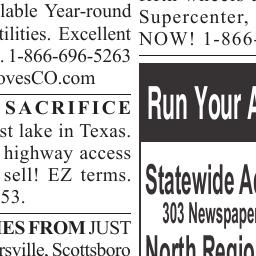 lable Year-round
tilities. Excellent
. 1-866-696-5263
ovesCO.com
SACRIFICE
st lake in Texas.
highway access
sell! EZ terms.
53.
IES FROM JUST
rsville, Scottsboro
Supercenter,
NOW! 1-866-
Run Your A
Statewide Ad
303 Newspaper
North Regio